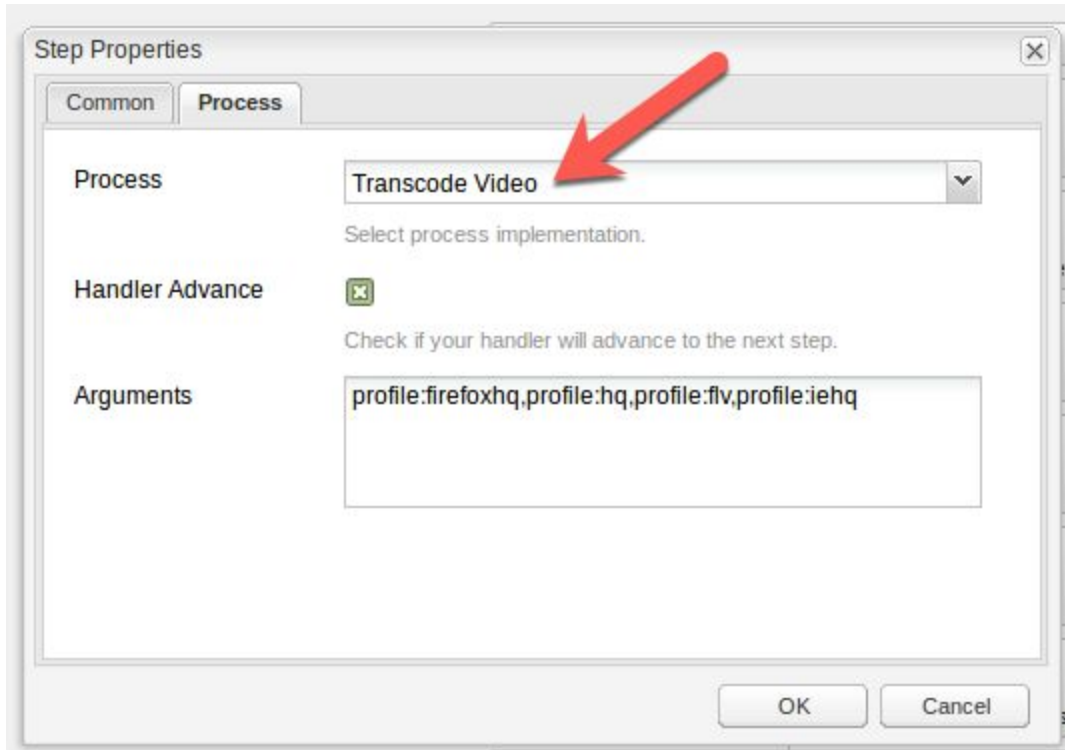 Step Properties
Common
Process
Process
Transcode Video
Select process implementation.
Handler Advance
Check if your handler will advance to the next step.
Arguments
profile:firefoxhq,profile:hq,profile:flv,profile:iehq
OK
Cancel